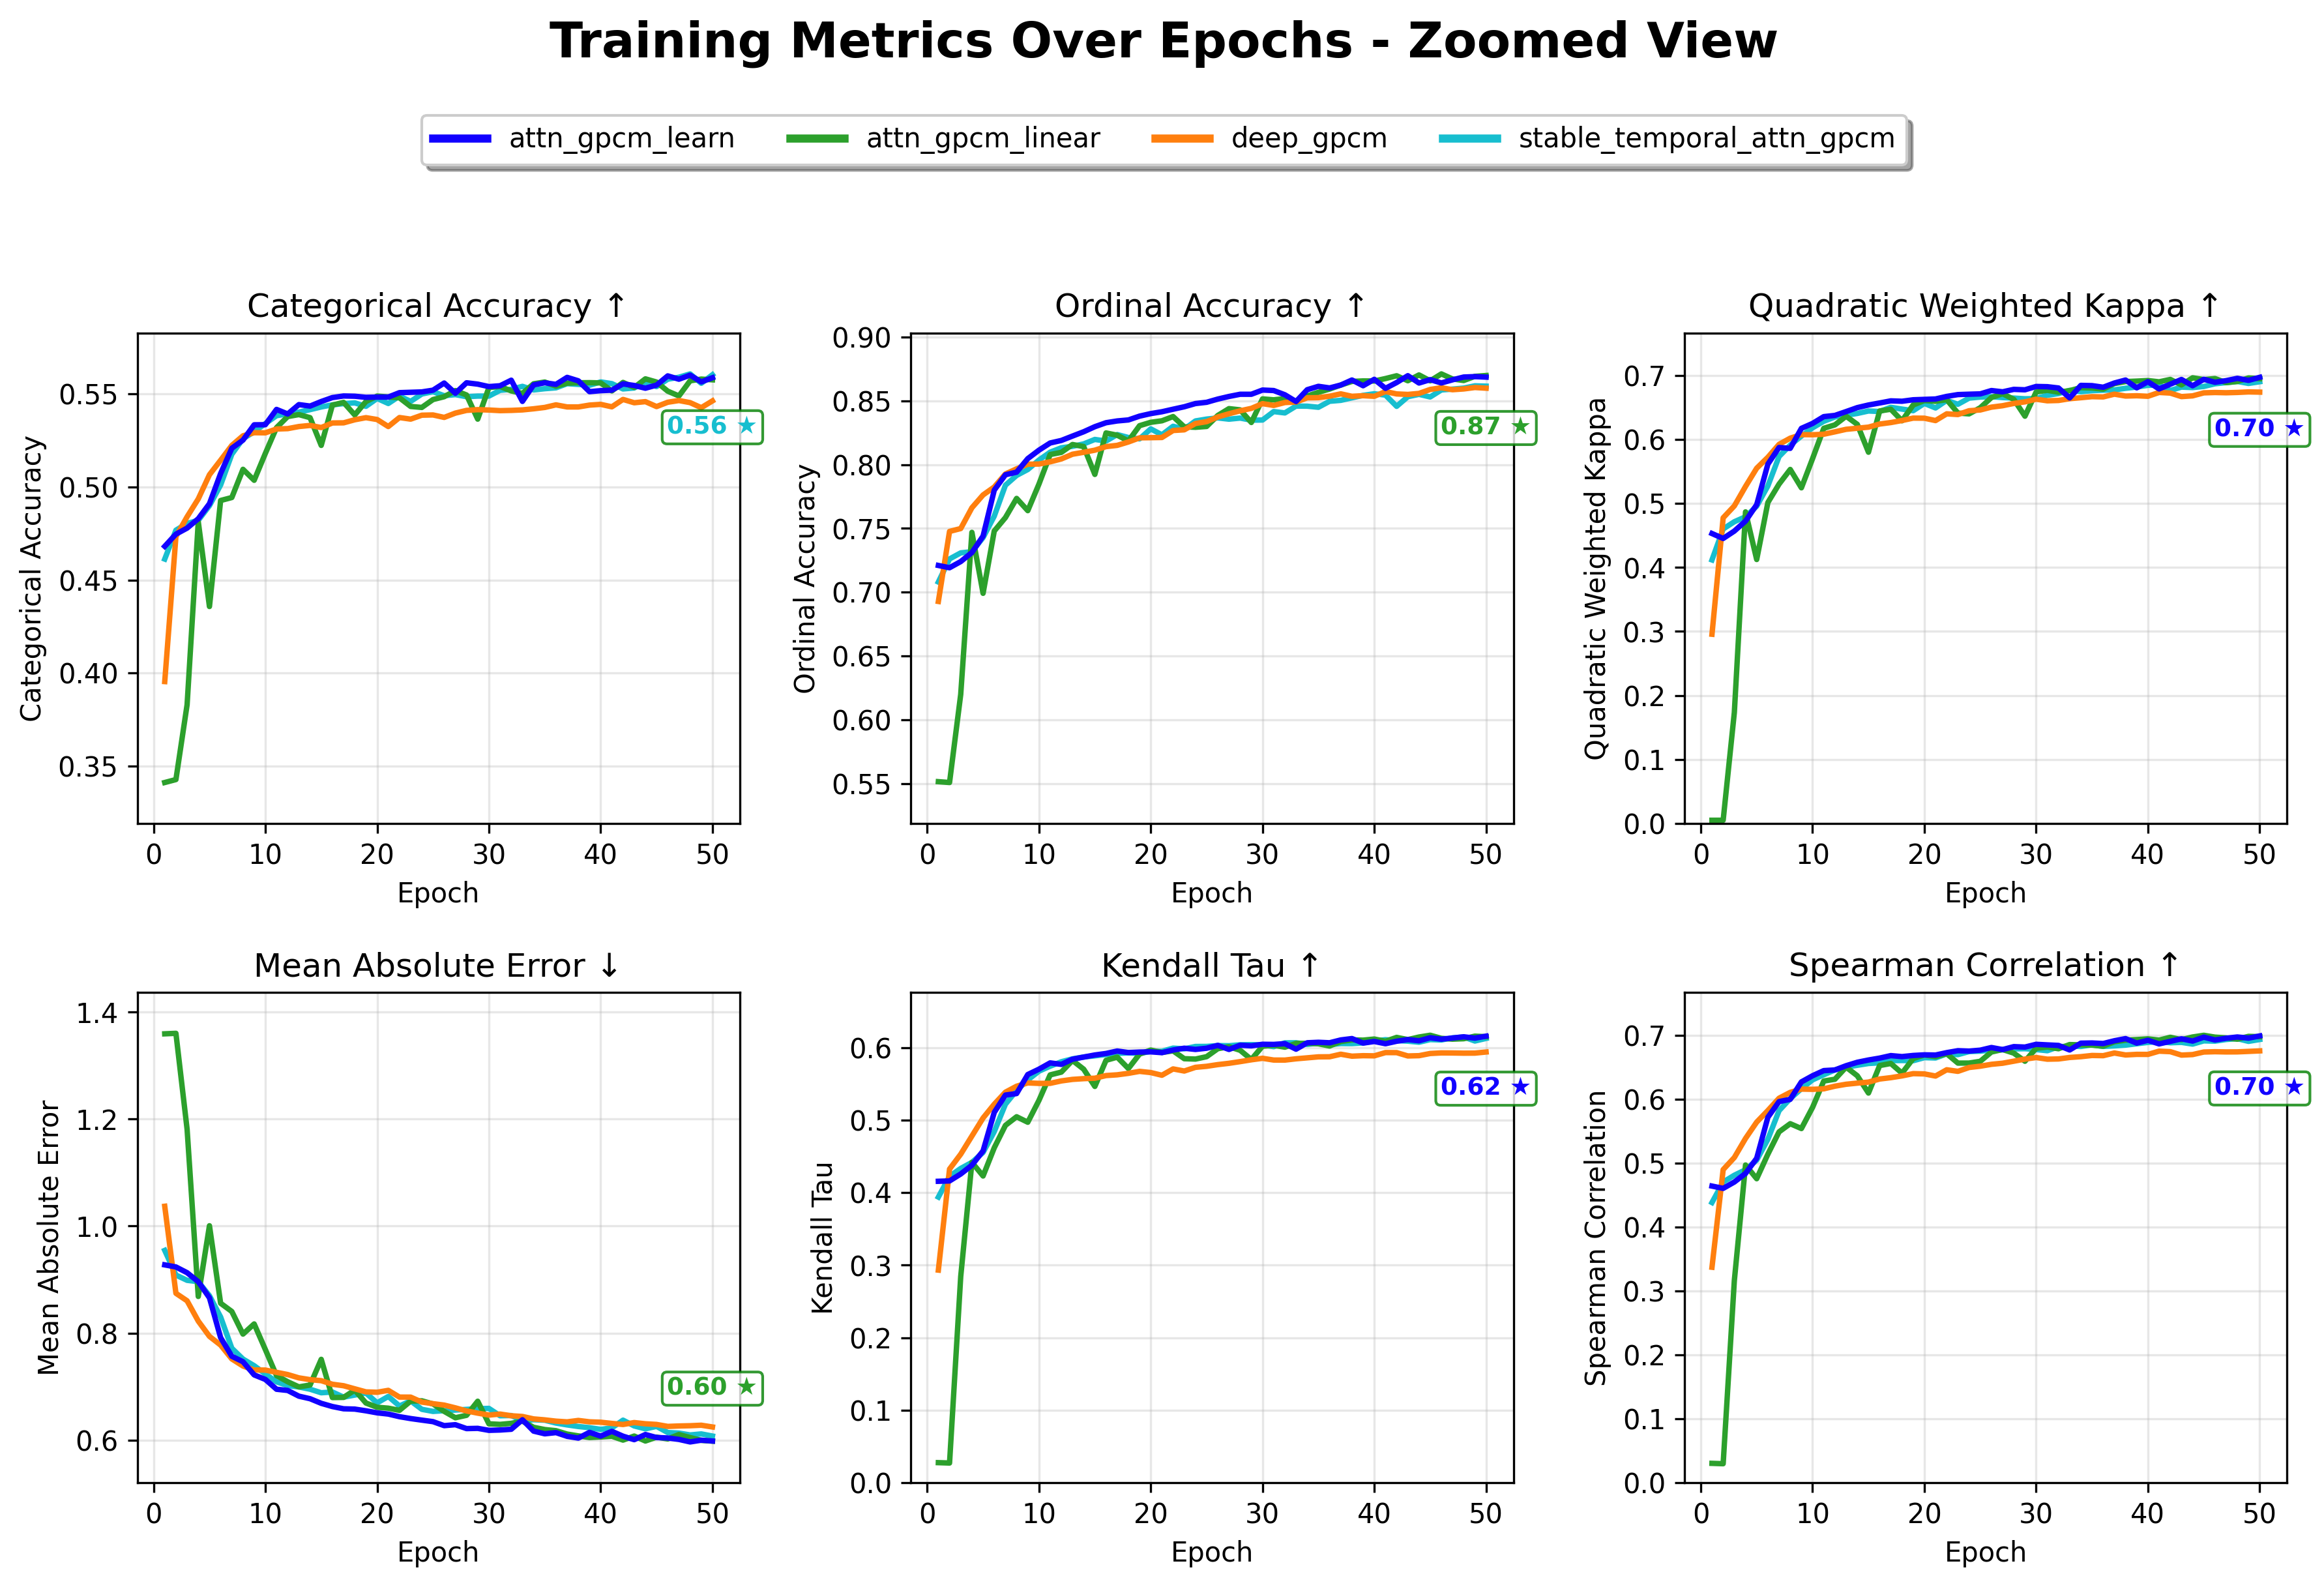 Training Metrics Over Epochs - Zoomed View
attn_gpcm_learn attn_gpcm_linear deep_gpcm stable_temporal_attn_gpcm
Categorical Accuracy ↑
Categorical Accuracy
0.55
0.50
0.45
0.40
0.35
0.56 ★
0 10 20 30 40 50
Epoch
Ordinal Accuracy ↑
Ordinal Accuracy
0.90
0.85
0.80
0.75
0.70
0.65
0.60
0.55
0.87 ★
0 10 20 30 40 50
Epoch
Quadratic Weighted Kappa ↑
Quadratic Weighted Kappa
0.7
0.6
0.5
0.4
0.3
0.2
0.1
0.0
0.70 ★
0 10 20 30 40 50
Epoch
Mean Absolute Error ↓
Mean Absolute Error
1.4
1.2
1.0
0.8
0.6
0.60 ★
0 10 20 30 40 50
Epoch
Kendall Tau ↑
Kendall Tau
0.6
0.5
0.4
0.3
0.2
0.1
0.0
0.62 ★
0 10 20 30 40 50
Epoch
Spearman Correlation ↑
Spearman Correlation
0.7
0.6
0.5
0.4
0.3
0.2
0.1
0.0
0.70 ★
0 10 20 30 40 50
Epoch